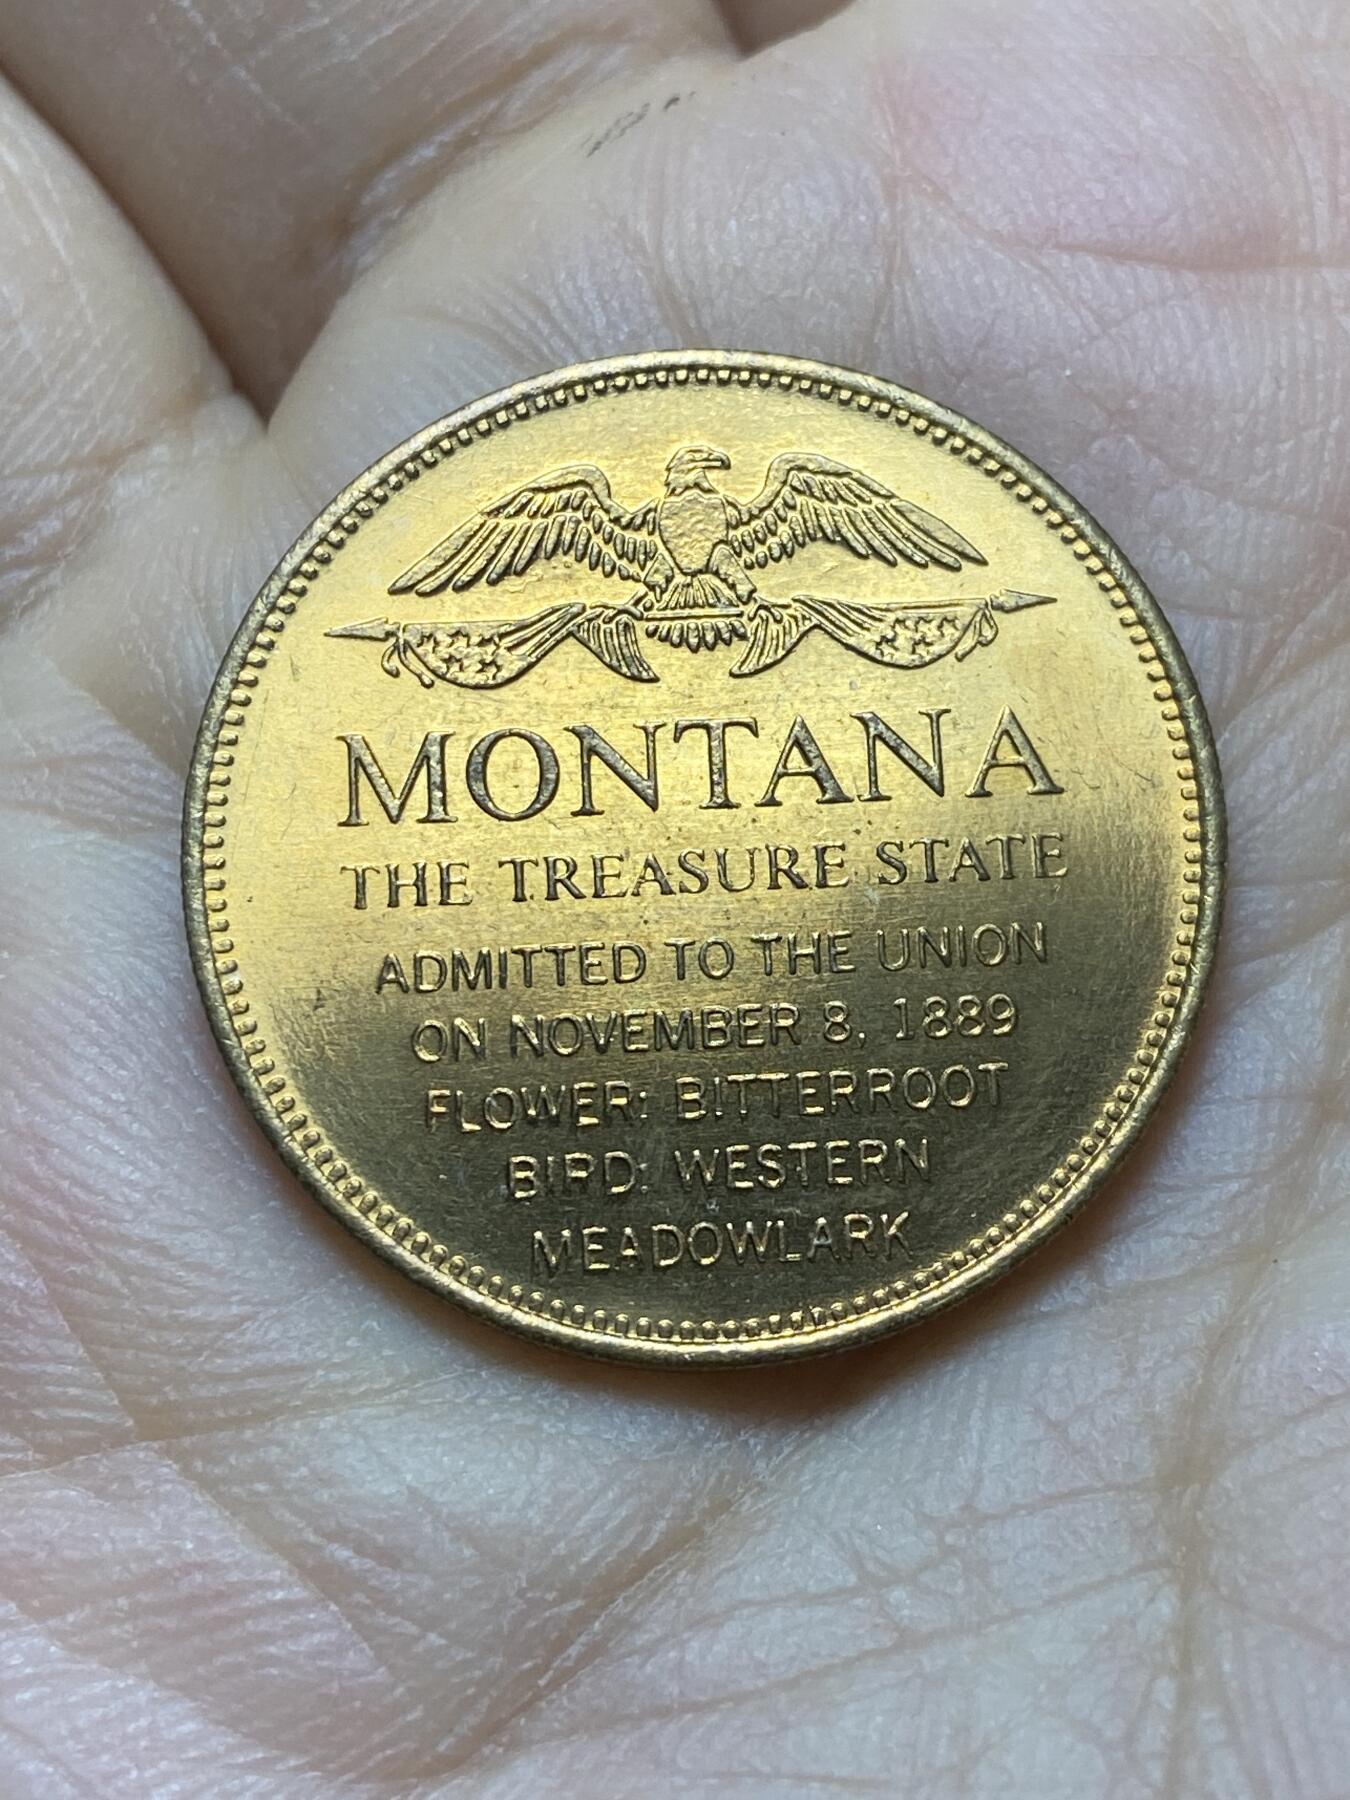 MONTANA
THE TREASURE STATE
ADMITTED TO THE UNION
ON NOVEMBER 8, 1889
FLOWER: BITTERROOT
BIRD: WESTERN
MEADOWLARK